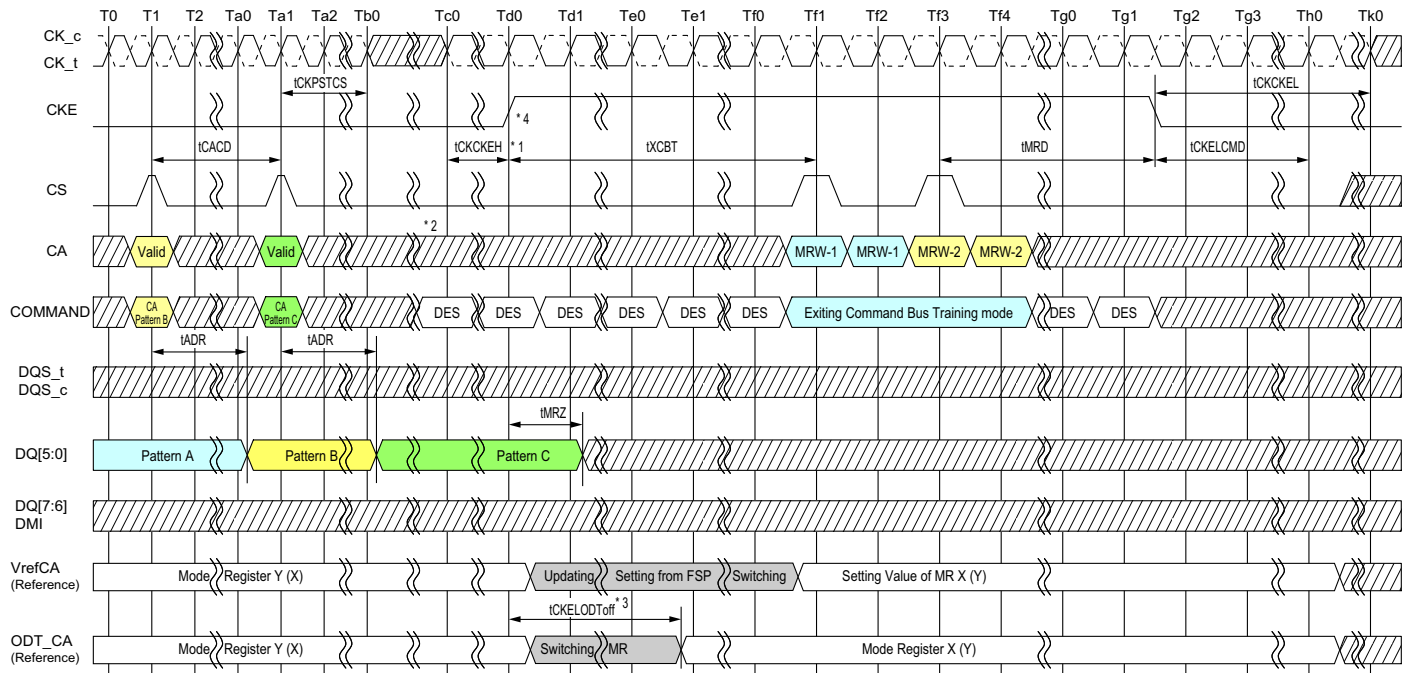 T0 T1 T2 Ta0 Ta1 Ta2 Tb0 Tc0 Td0 Td1 Te0 Te1 Tf0 Tf1 Tf2 Tf3 Tf4 Tg0 Tg1 Tg2 Tg3 Th0 Tk0
CK_c
CK_t
tCKPSTCS tCKCKEL
CKE
* 4
tCACD tCKCKEH * 1 tXCBT tMRD tCKELCMD
CS
* 2
CA Valid Valid MRW-1 MRW-1 MRW-2 MRW-2
COMMAND CA Pattern B CA Pattern C DES DES DES DES DES DES Exiting Command Bus Training mode DES DES
tADR tADR
DQS_t
DQS_c
tMRZ
DQ[5:0] Pattern A Pattern B Pattern C
DQ[7:6]
DMI
VrefCA
(Reference) Mode Register Y (X) Updating Setting from FSP Switching Setting Value of MR X (Y)
tCKELODToff * 3
ODT_CA
(Reference) Mode Register Y (X) Switching MR Mode Register X (Y)